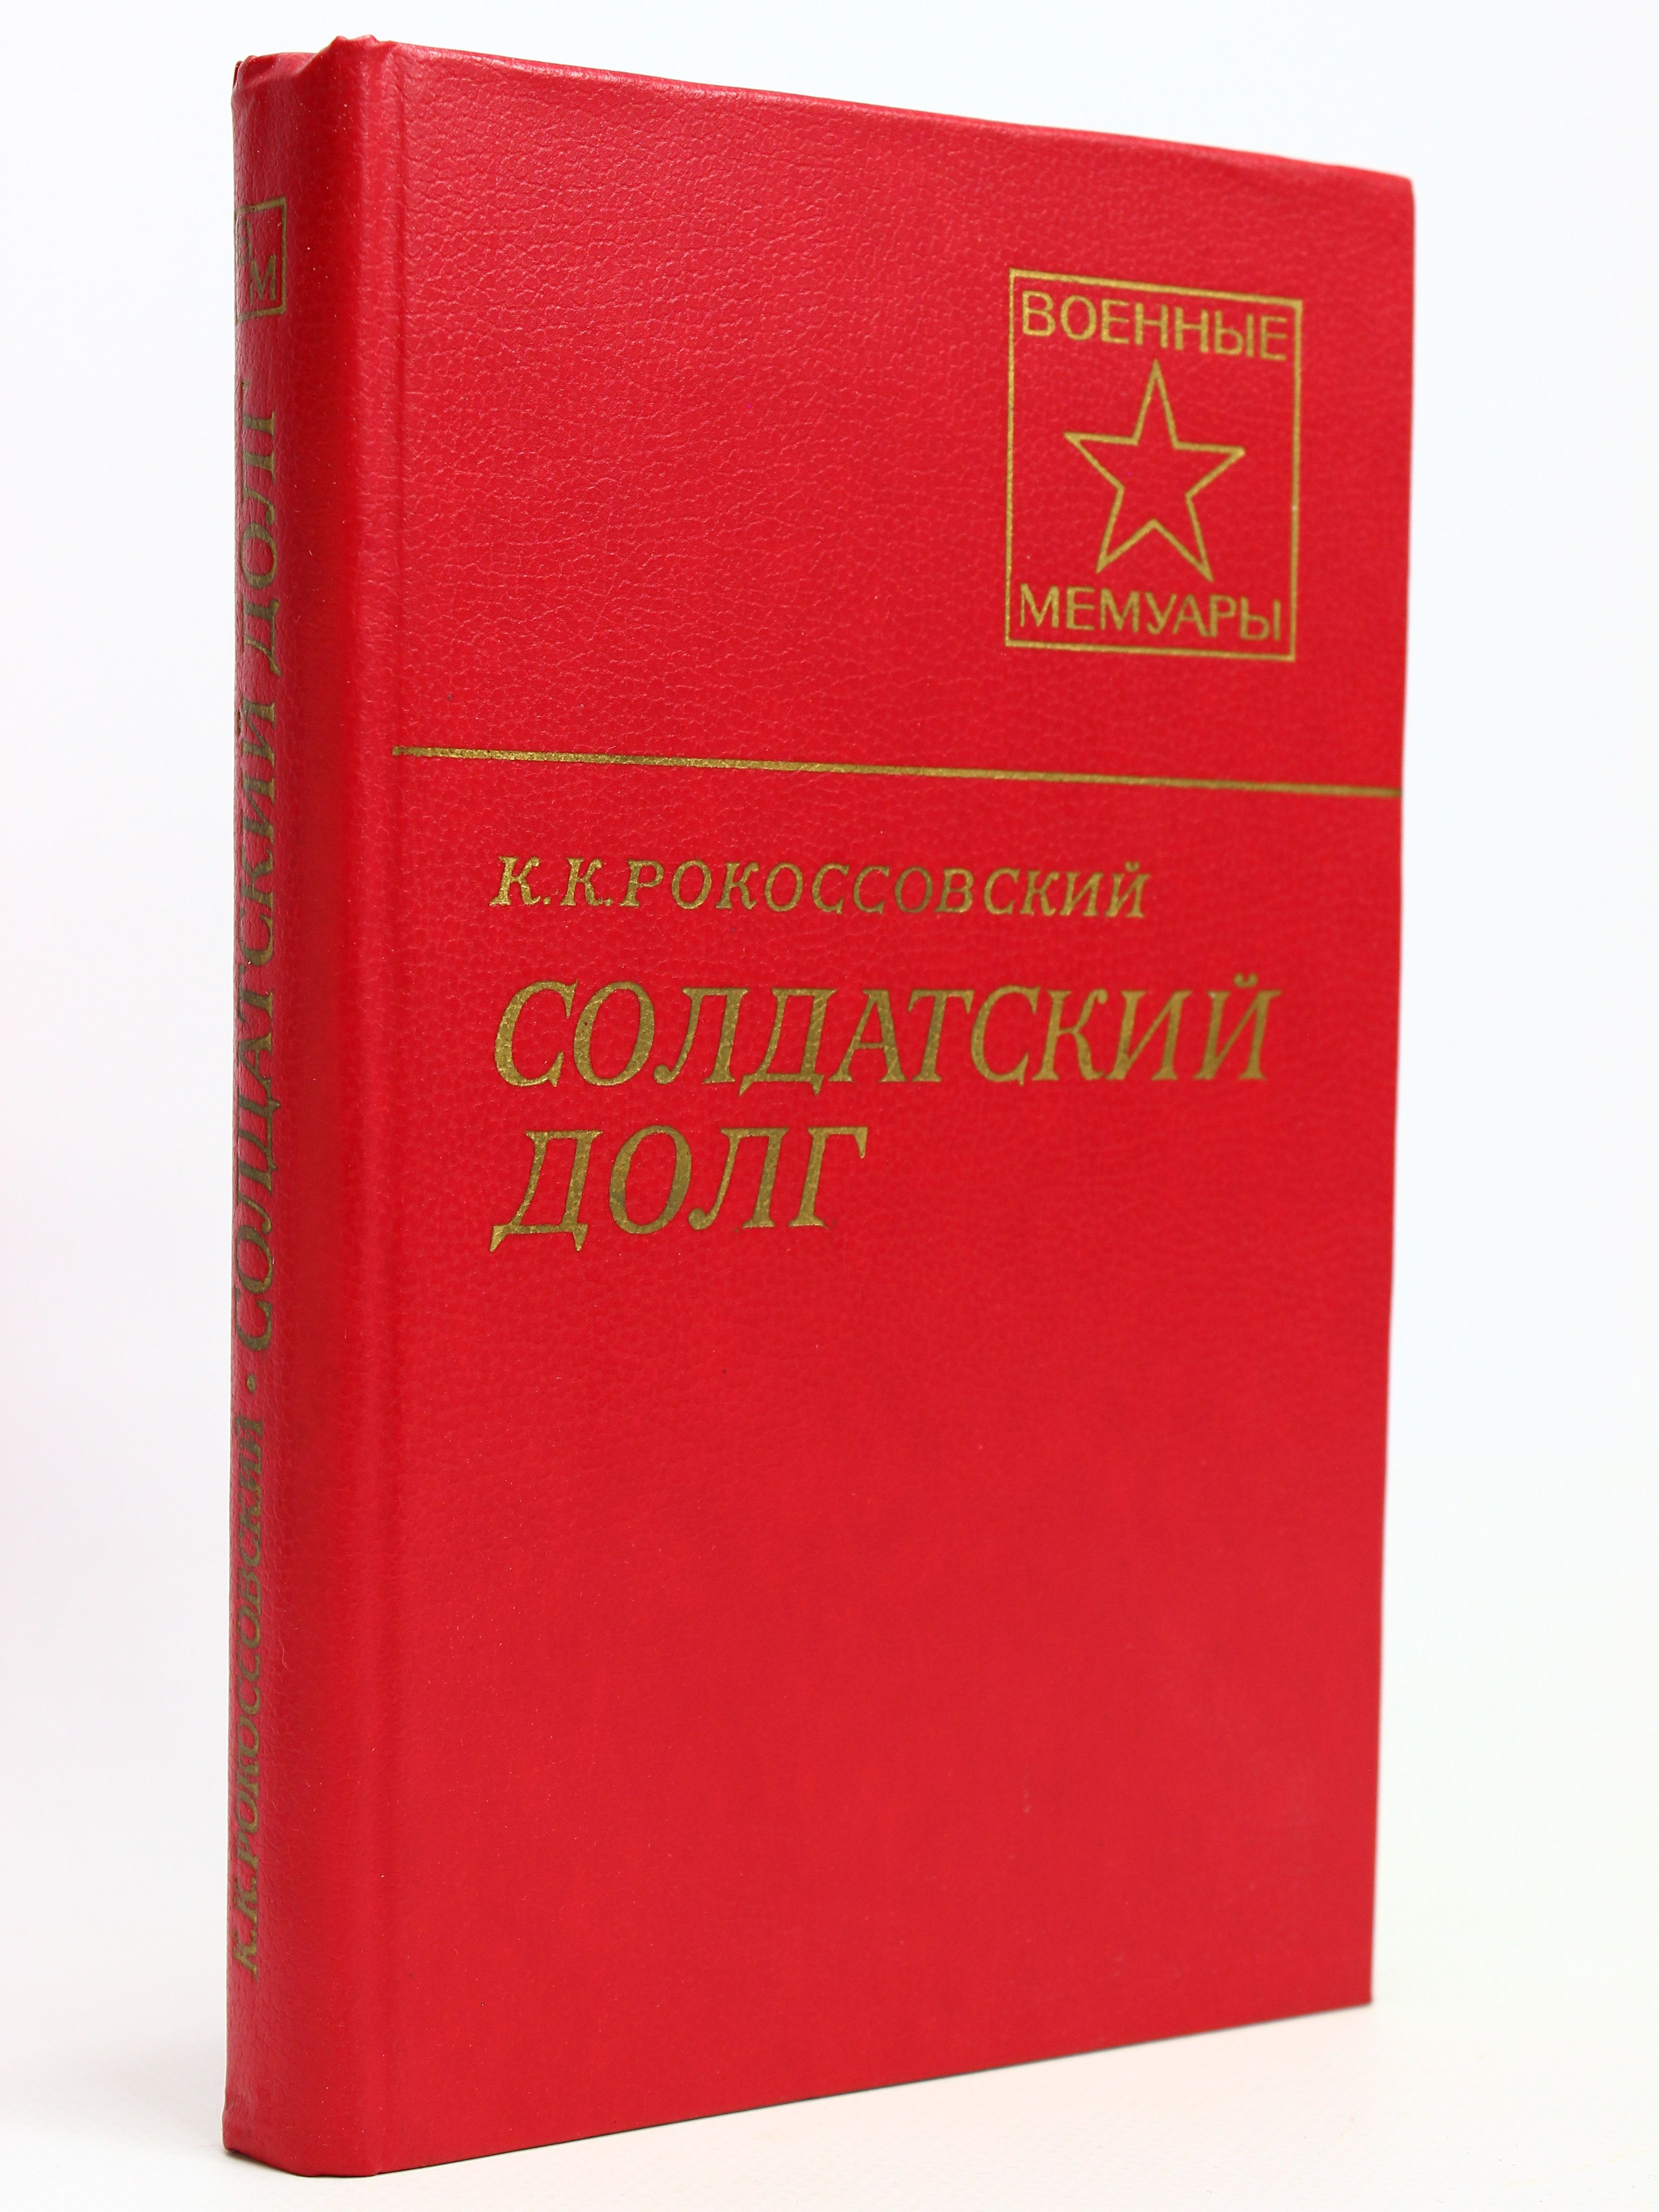 ВОЕННЫЕ
МЕМУАРЫ
К.К.РОКОССОВСКИЙ
СОЛДАТСКИЙ
ДОЛГ
К.К.РОКОССОВСКИЙ · СОЛДАТСКИЙ ДОЛГ
М